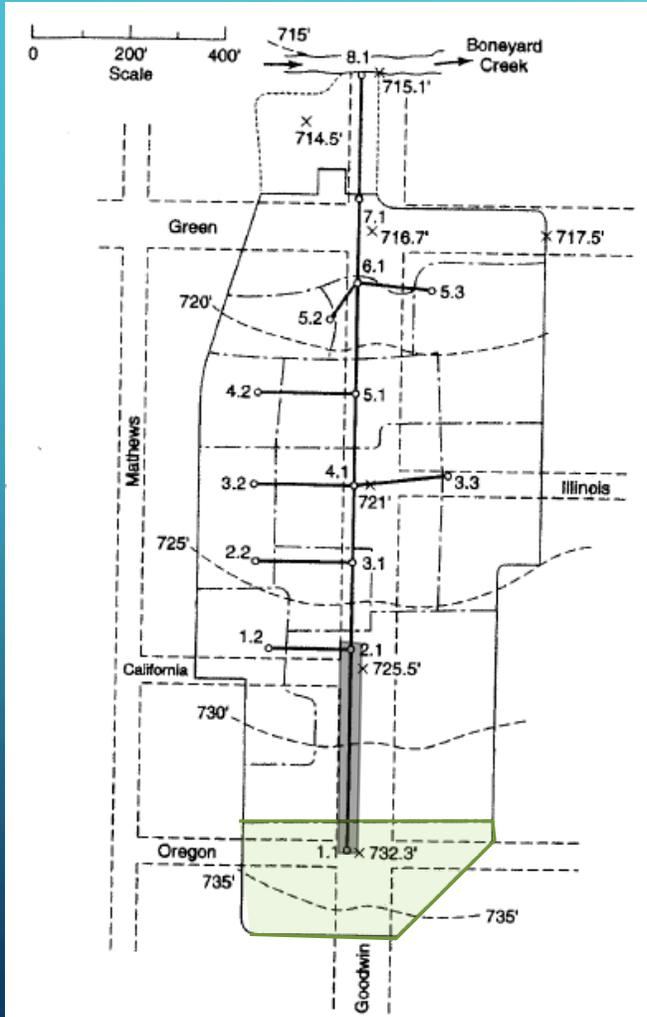 0 200' 400'
Scale
715'
8.1
Boneyard
Creek
715.1'
714.5'
Green
7.1
716.7'
717.5'
6.1
5.3
5.2
720'
4.2
5.1
Mathews
4.1
3.2
721'
3.3
Illinois
725'
2.2
3.1
1.2
2.1
California
725.5'
730'
Oregon
1.1
732.3'
735'
735'
Goodwin